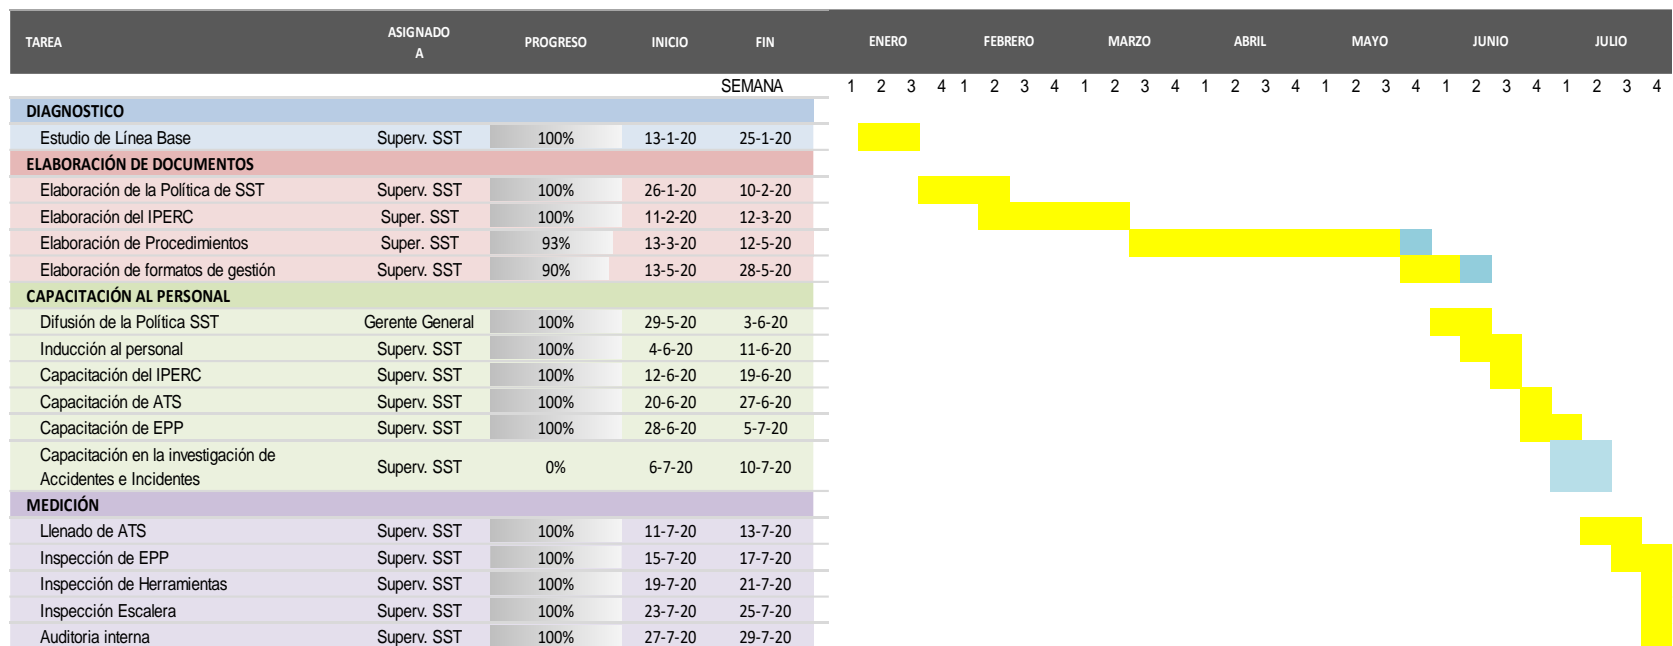 TAREA ASIGNADO A PROGRESO INICIO FIN ENERO FEBRERO MARZO ABRIL MAYO JUNIO JULIO
SEMANA 1 2 3 4 1 2 3 4 1 2 3 4 1 2 3 4 1 2 3 4 1 2 3 4 1 2 3 4
DIAGNOSTICO
Estudio de Línea Base Superv. SST 100% 13-1-20 25-1-20
ELABORACIÓN DE DOCUMENTOS
Elaboración de la Política de SST Superv. SST 100% 26-1-20 10-2-20
Elaboración del IPERC Super. SST 100% 11-2-20 12-3-20
Elaboración de Procedimientos Super. SST 93% 13-3-20 12-5-20
Elaboración de formatos de gestión Superv. SST 90% 13-5-20 28-5-20
CAPACITACIÓN AL PERSONAL
Difusión de la Política SST Gerente General 100% 29-5-20 3-6-20
Inducción al personal Superv. SST 100% 4-6-20 11-6-20
Capacitación del IPERC Superv. SST 100% 12-6-20 19-6-20
Capacitación de ATS Superv. SST 100% 20-6-20 27-6-20
Capacitación de EPP Superv. SST 100% 28-6-20 5-7-20
Capacitación en la investigación de
Accidentes e Incidentes Superv. SST 0% 6-7-20 10-7-20
MEDICIÓN
Llenado de ATS Superv. SST 100% 11-7-20 13-7-20
Inspección de EPP Superv. SST 100% 15-7-20 17-7-20
Inspección de Herramientas Superv. SST 100% 19-7-20 21-7-20
Inspección Escalera Superv. SST 100% 23-7-20 25-7-20
Auditoria interna Superv. SST 100% 27-7-20 29-7-20